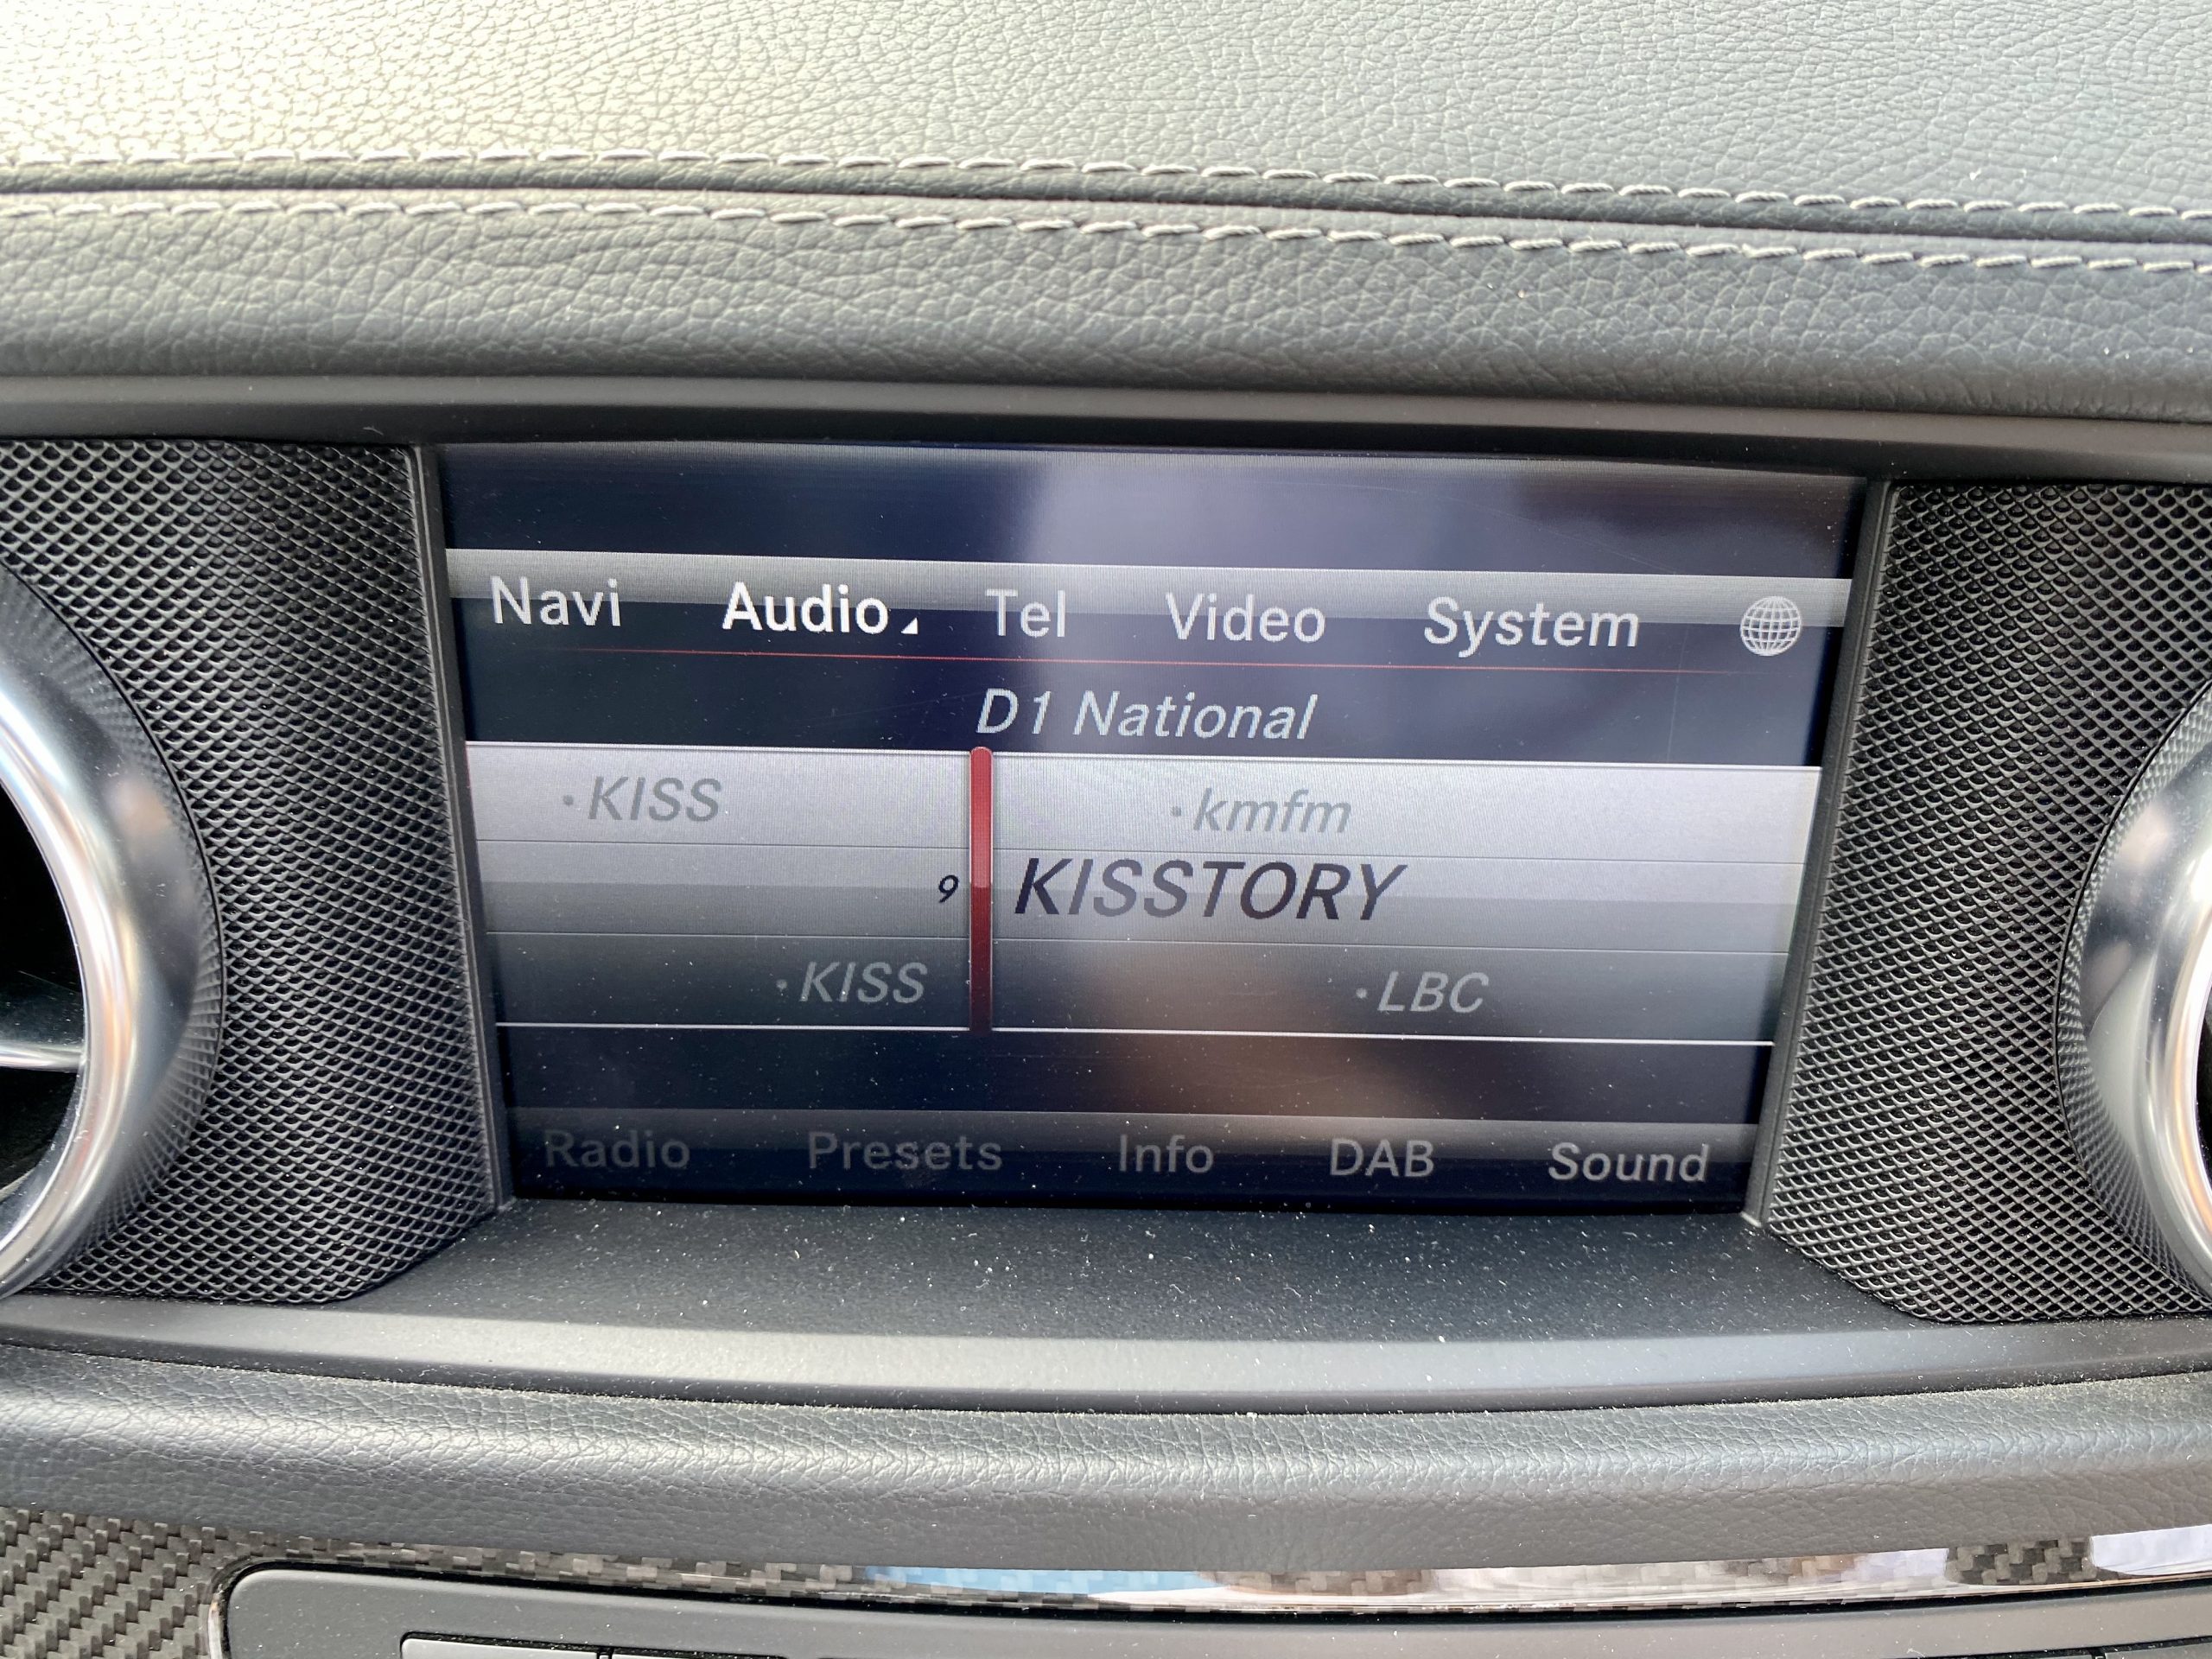 Navi Audio Tel Video System
D1 National
·KISS ·kmfm
9 KISSTORY
·KISS ·LBC
Radio Presets Info DAB Sound